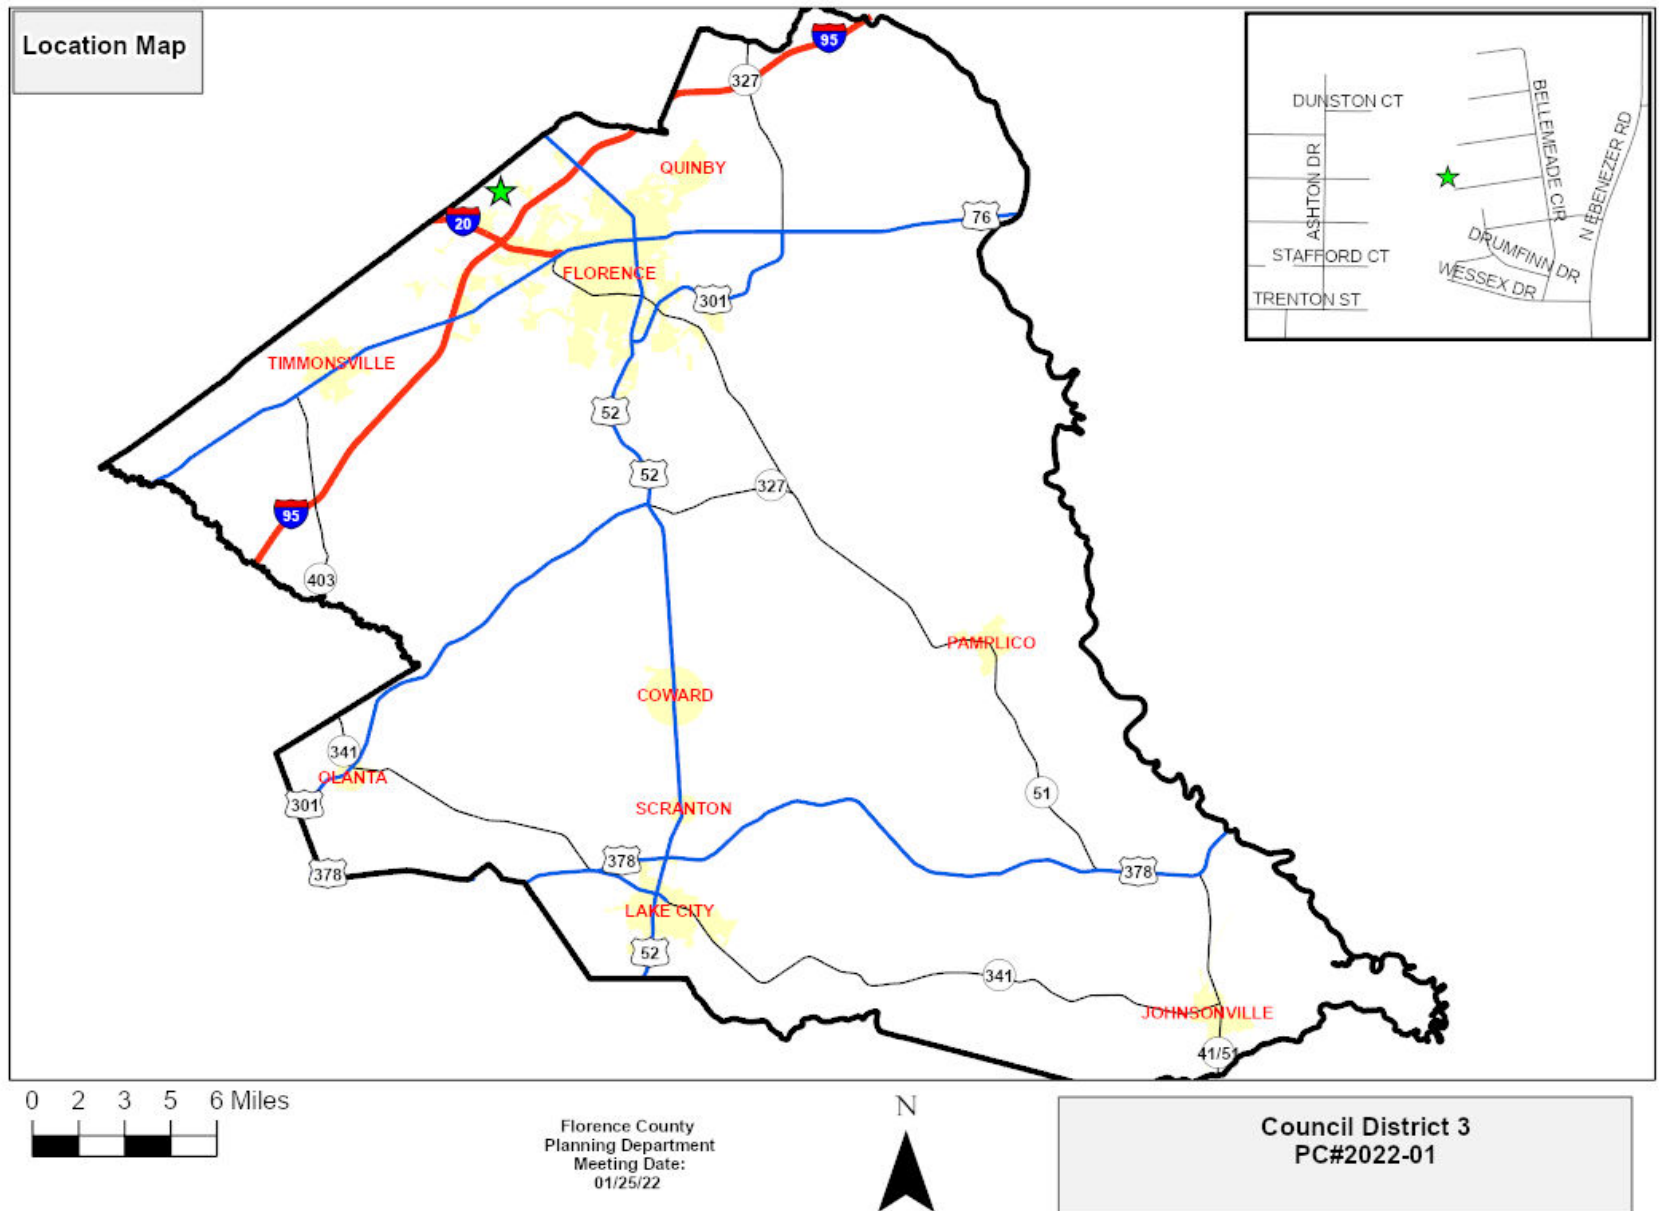 Location Map
95
327
QUINBY
20
76
FLORENCE
301
TIMMONSVILLE
52
52
327
95
403
PAMPLICO
COWARD
341
OLANTA
301
51
SCRANTON
378
378
378
LAKE CITY
52
341
JOHNSONVILLE
41/51
DUNSTON CT
BELLEMEADE CIR
N EBENEZER RD
ASHTON DR
DRUMFINN DR
STAFFORD CT
WESSEX DR
TRENTON ST
0 2 3 5 6 Miles
Florence County
Planning Department
Meeting Date:
01/25/22
N
Council District 3
PC#2022-01